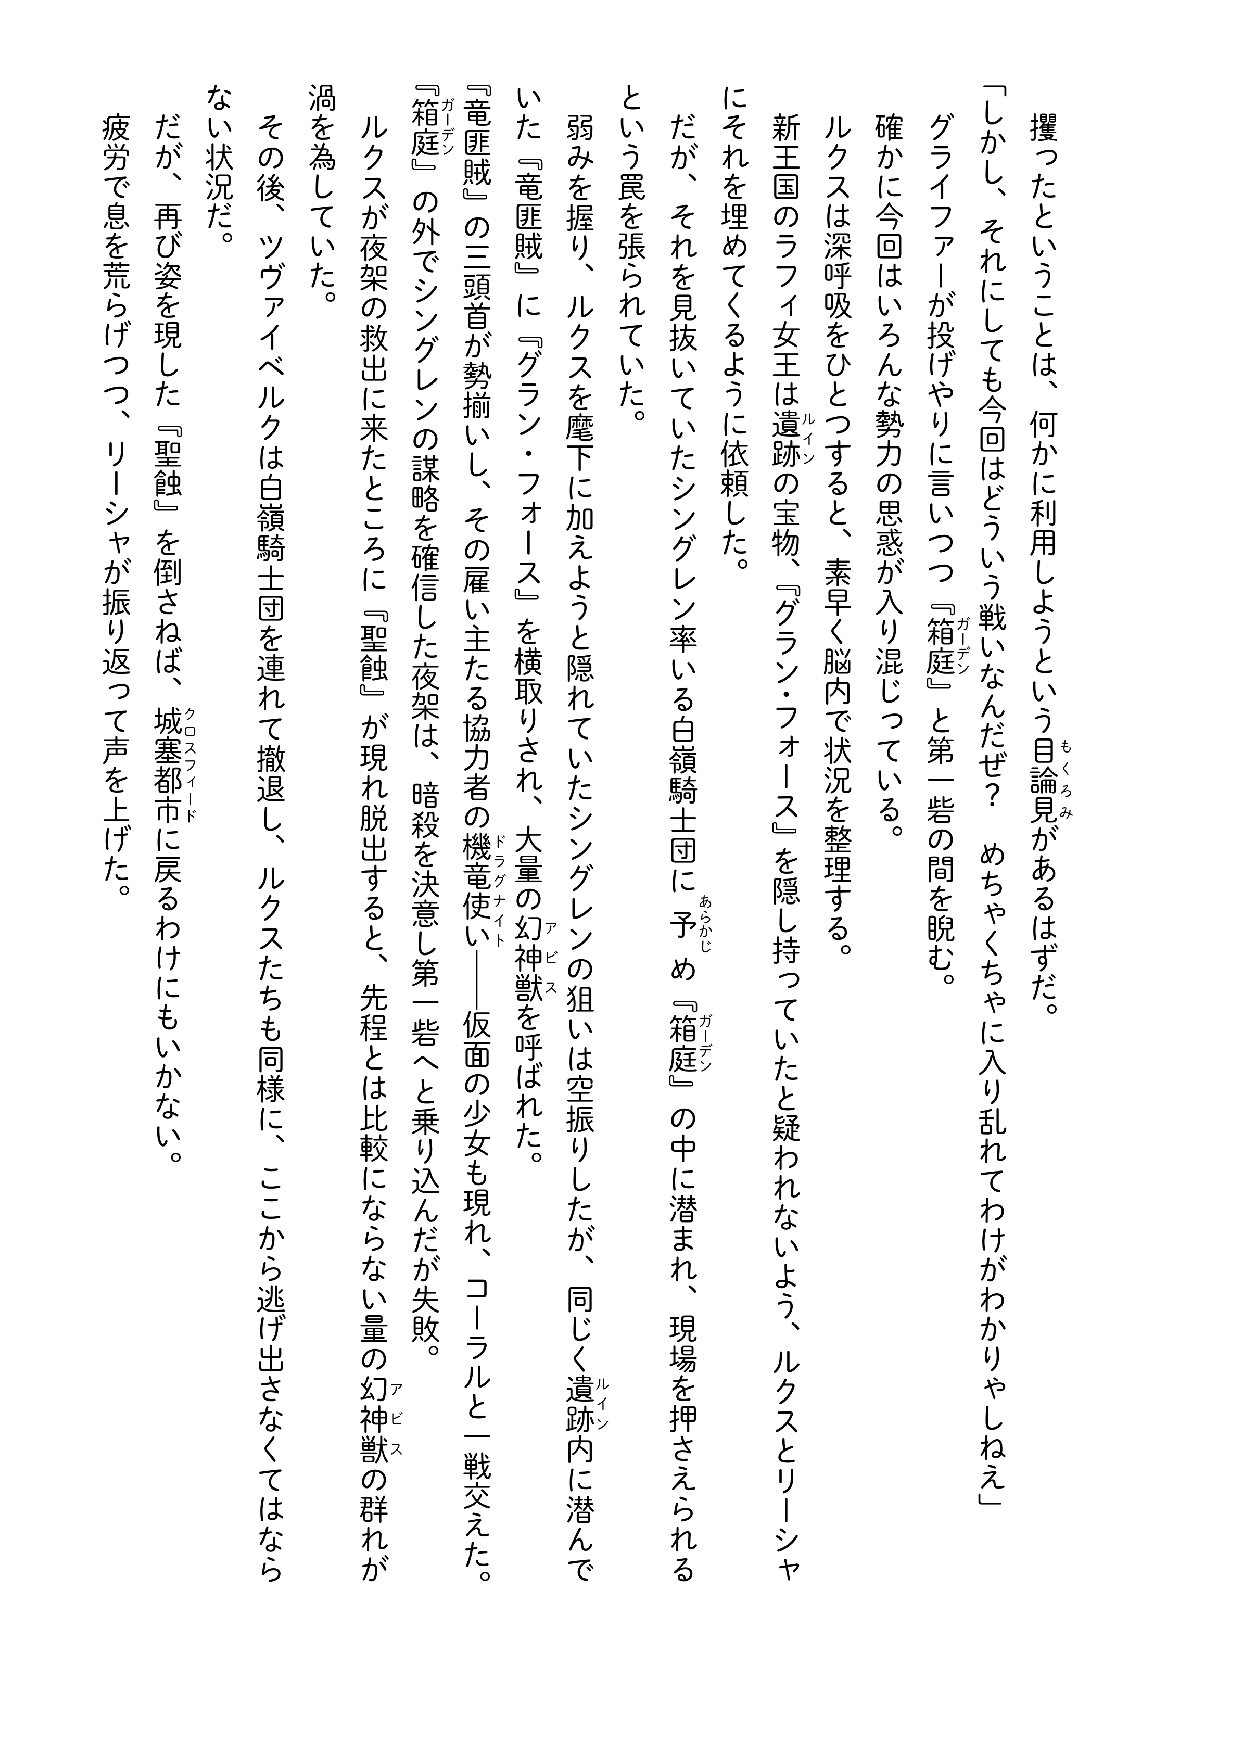 攫ったということは、何かに利用しようという目論見があるはずだ。
「しかし、それにしても今回はどういう戦いなんだぜ？　めちゃくちゃに入り乱れてわけがわかりゃしねえ」
グライファーが投げやりに言いつつ『箱庭』と第一砦の間を睨む。
確かに今回はいろんな勢力の思惑が入り混じっている。
ルクスは深呼吸をひとつすると、素早く脳内で状況を整理する。
新王国のラフィ女王は遺跡の宝物、『グラン・フォース』を隠し持っていたと疑われないよう、ルクスとリーシャ
にそれを埋めてくるように依頼した。
だが、それを見抜いていたシングレン率いる白嶺騎士団に予め『箱庭』の中に潜まれ、現場を押さえられる
という罠を張られていた。
弱みを握り、ルクスを麾下に加えようと隠れていたシングレンの狙いは空振りしたが、同じく遺跡内に潜んで
いた『竜匪賊』に『グラン・フォース』を横取りされ、大量の幻神獣を呼ばれた。
『竜匪賊』の三頭首が勢揃いし、その雇い主たる協力者の機竜使い――仮面の少女も現れ、コーラルと一戦交えた。
『箱庭』の外でシングレンの謀略を確信した夜架は、暗殺を決意し第一砦へと乗り込んだが失敗。
ルクスが夜架の救出に来たところに『聖蝕』が現れ脱出すると、先程とは比較にならない量の幻神獣の群れが
渦を為していた。
その後、ツヴァイベルクは白嶺騎士団を連れて撤退し、ルクスたちも同様に、ここから逃げ出さなくてはなら
ない状況だ。
だが、再び姿を現した『聖蝕』を倒さねば、城塞都市に戻るわけにもいかない。
疲労で息を荒らげつつ、リーシャが振り返って声を上げた。